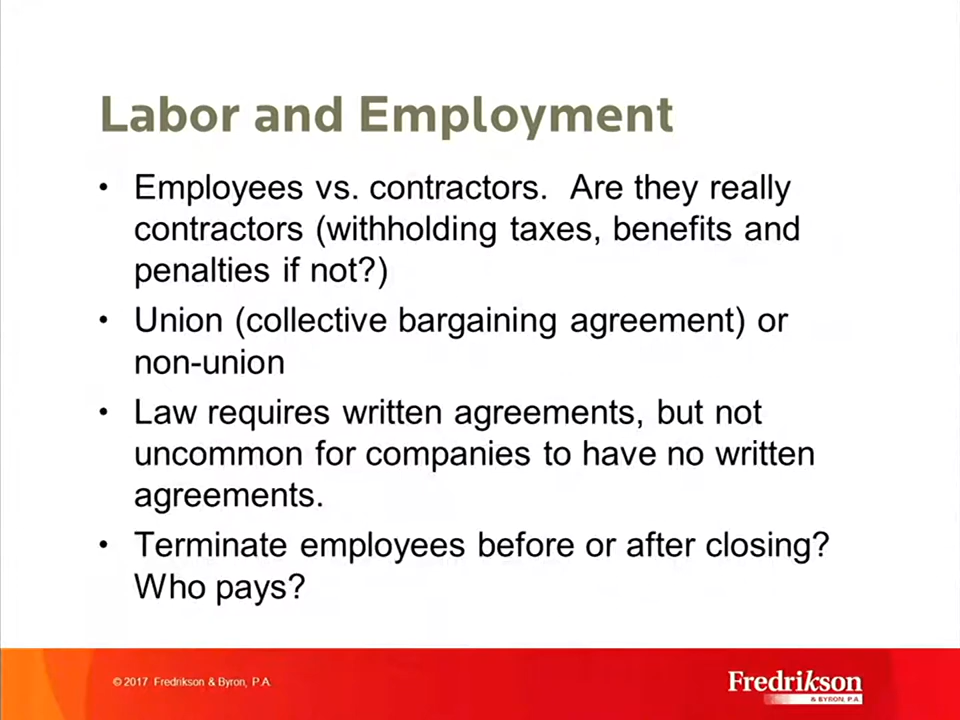 Labor and Employment
• Employees vs. contractors.  Are they really
contractors (withholding taxes, benefits and
penalties if not?)
• Union (collective bargaining agreement) or
non-union
• Law requires written agreements, but not
uncommon for companies to have no written
agreements.
• Terminate employees before or after closing?
Who pays?
© 2017 Fredrikson & Byron, P.A.
Fredrikson
& BYRON, P.A.